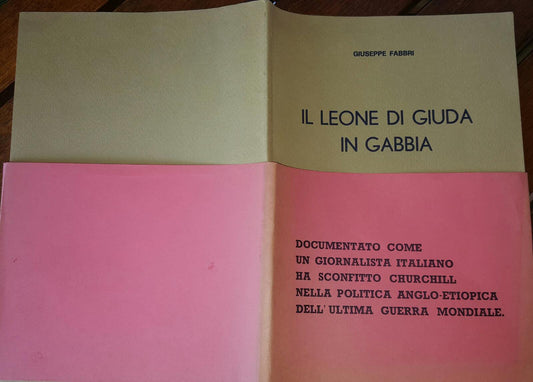 GIUSEPPE FABBRI
IL LEONE DI GIUDA
IN GABBIA
DOCUMENTATO COME
UN GIORNALISTA ITALIANO
HA SCONFITTO CHURCHILL
NELLA POLITICA ANGLO-ETIOPICA
DELL'ULTIMA GUERRA MONDIALE.